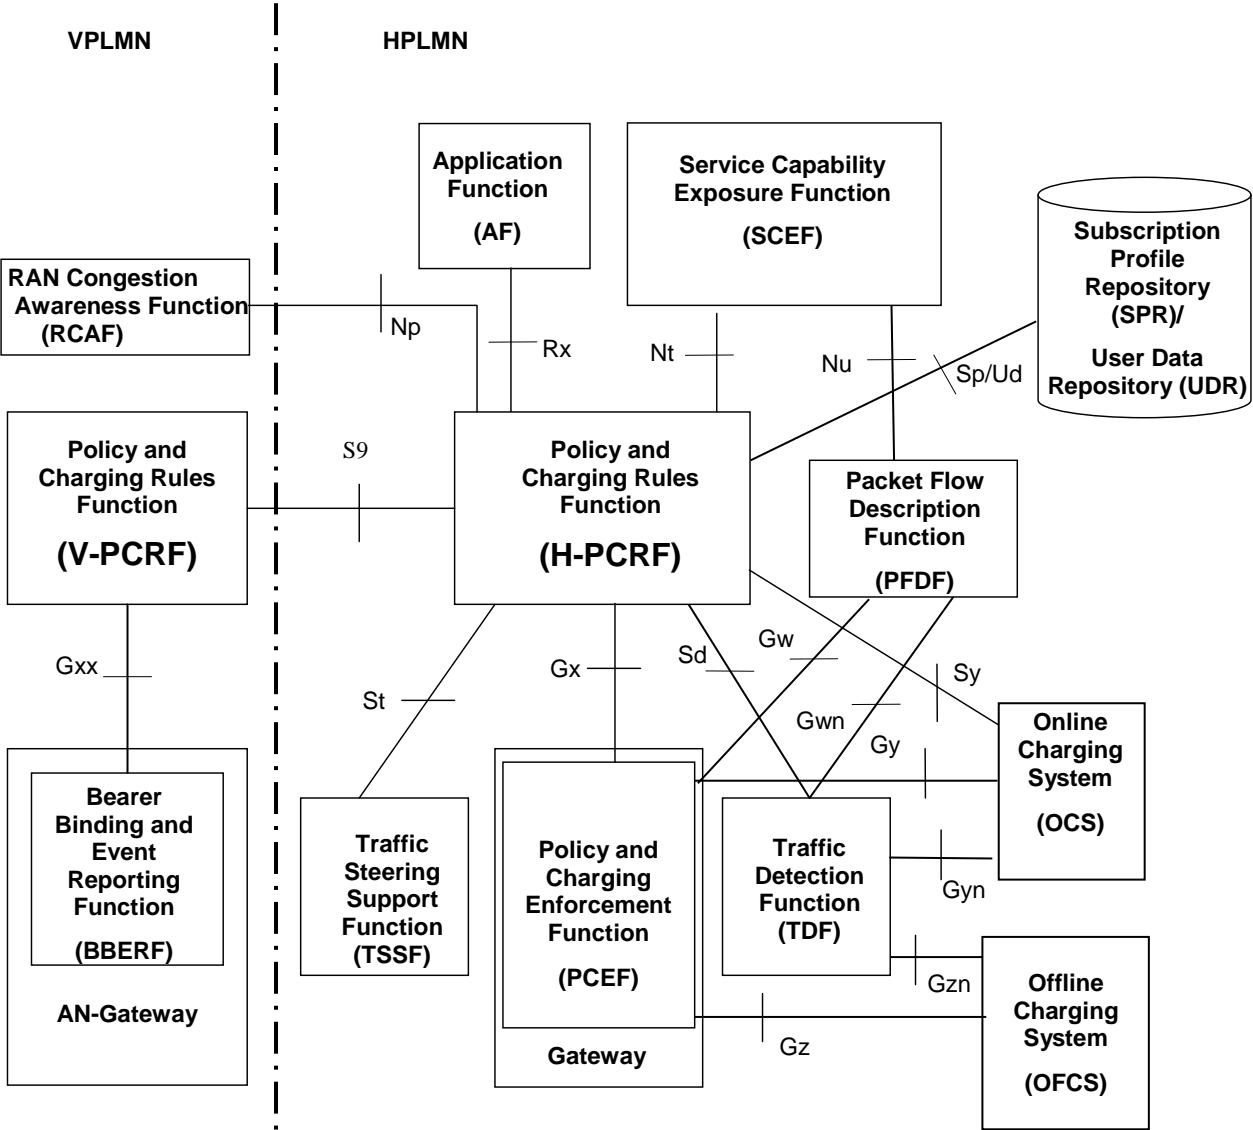 VPLMN
HPLMN
Application
Function
(AF)
Service Capability
Exposure Function
(SCEF)
Subscription
Profile
Repository
(SPR)/
User Data
Repository (UDR)
RAN Congestion
Awareness Function
(RCAF)
Np
Rx
Nt
Nu
Sp/Ud
Policy and
Charging Rules
Function
(V-PCRF)
S9
Policy and
Charging Rules
Function
(H-PCRF)
Packet Flow
Description
Function
(PFDF)
Gxx
St
Gx
Sd
Gw
Gwn
Sy
Gy
Bearer
Binding and
Event
Reporting
Function
(BBERF)
AN-Gateway
Traffic
Steering
Support
Function
(TSSF)
Policy and
Charging
Enforcement
Function
(PCEF)
Gateway
Traffic
Detection
Function
(TDF)
Online
Charging
System
(OCS)
Gyn
Gzn
Gz
Offline
Charging
System
(OFCS)